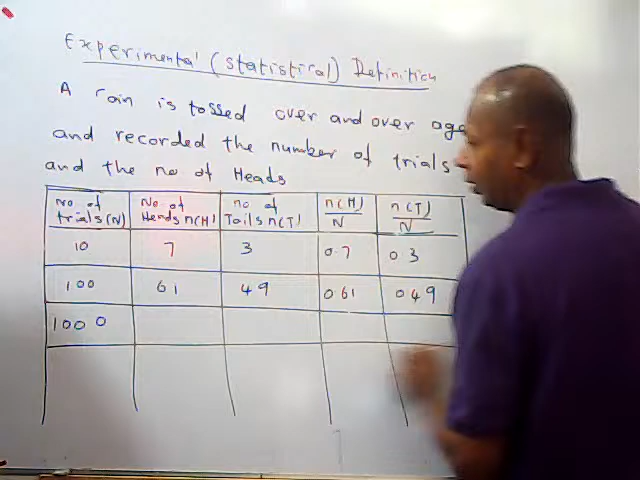 Experimental (Statistical) Definition
A coin is tossed over and over aga
and recorded the number of trials
and the no of Heads
No of trials (N) No of Heads n(H) no of Tails n(T) n(H)/N n(T)/N
10 7 3 0.7 0.3
100 61 49 0.61 0.49
1000